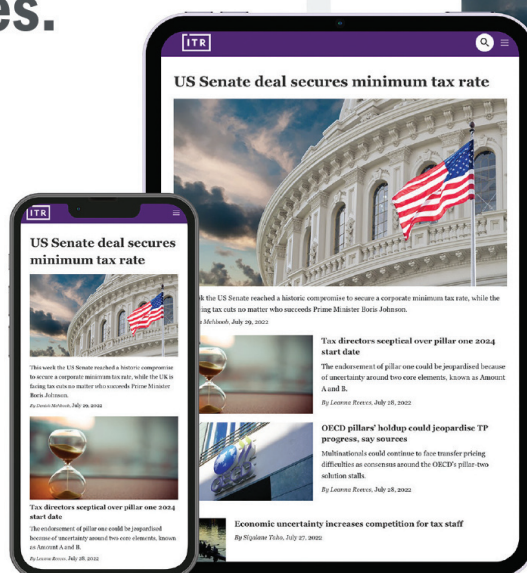 es.
ITR
US Senate deal secures minimum tax rate
k the US Senate reached a historic compromise to secure a corporate minimum tax rate, while the
ing tax cuts no matter who succeeds Prime Minister Boris Johnson.
July 29, 2022
Tax directors sceptical over pillar one 2024
start date
The endorsement of pillar one could be jeopardised because
of uncertainty around two core elements, known as Amount
A and B.
By Leanne Reeves, July 28, 2022
OECD pillars' holdup could jeopardise TP
progress, say sources
Multinationals could continue to face transfer pricing
difficulties as consensus around the OECD's pillar-two
solution stalls.
By Leanne Reeves, July 28, 2022
Economic uncertainty increases competition for tax staff
By Siqalane Taho, July 27, 2022
ITR
US Senate deal secures
minimum tax rate
This week the US Senate reached a historic compromise
to secure a corporate minimum tax rate, while the UK is
facing tax cuts no matter who succeeds Prime Minister
Boris Johnson.
By Danish Mehboob, July 29, 2022
Tax directors sceptical over pillar one 2024
start date
The endorsement of pillar one could be jeopardised
because of uncertainty around two core elements, known
as Amount A and B.
By Leanne Reeves, July 28, 2022